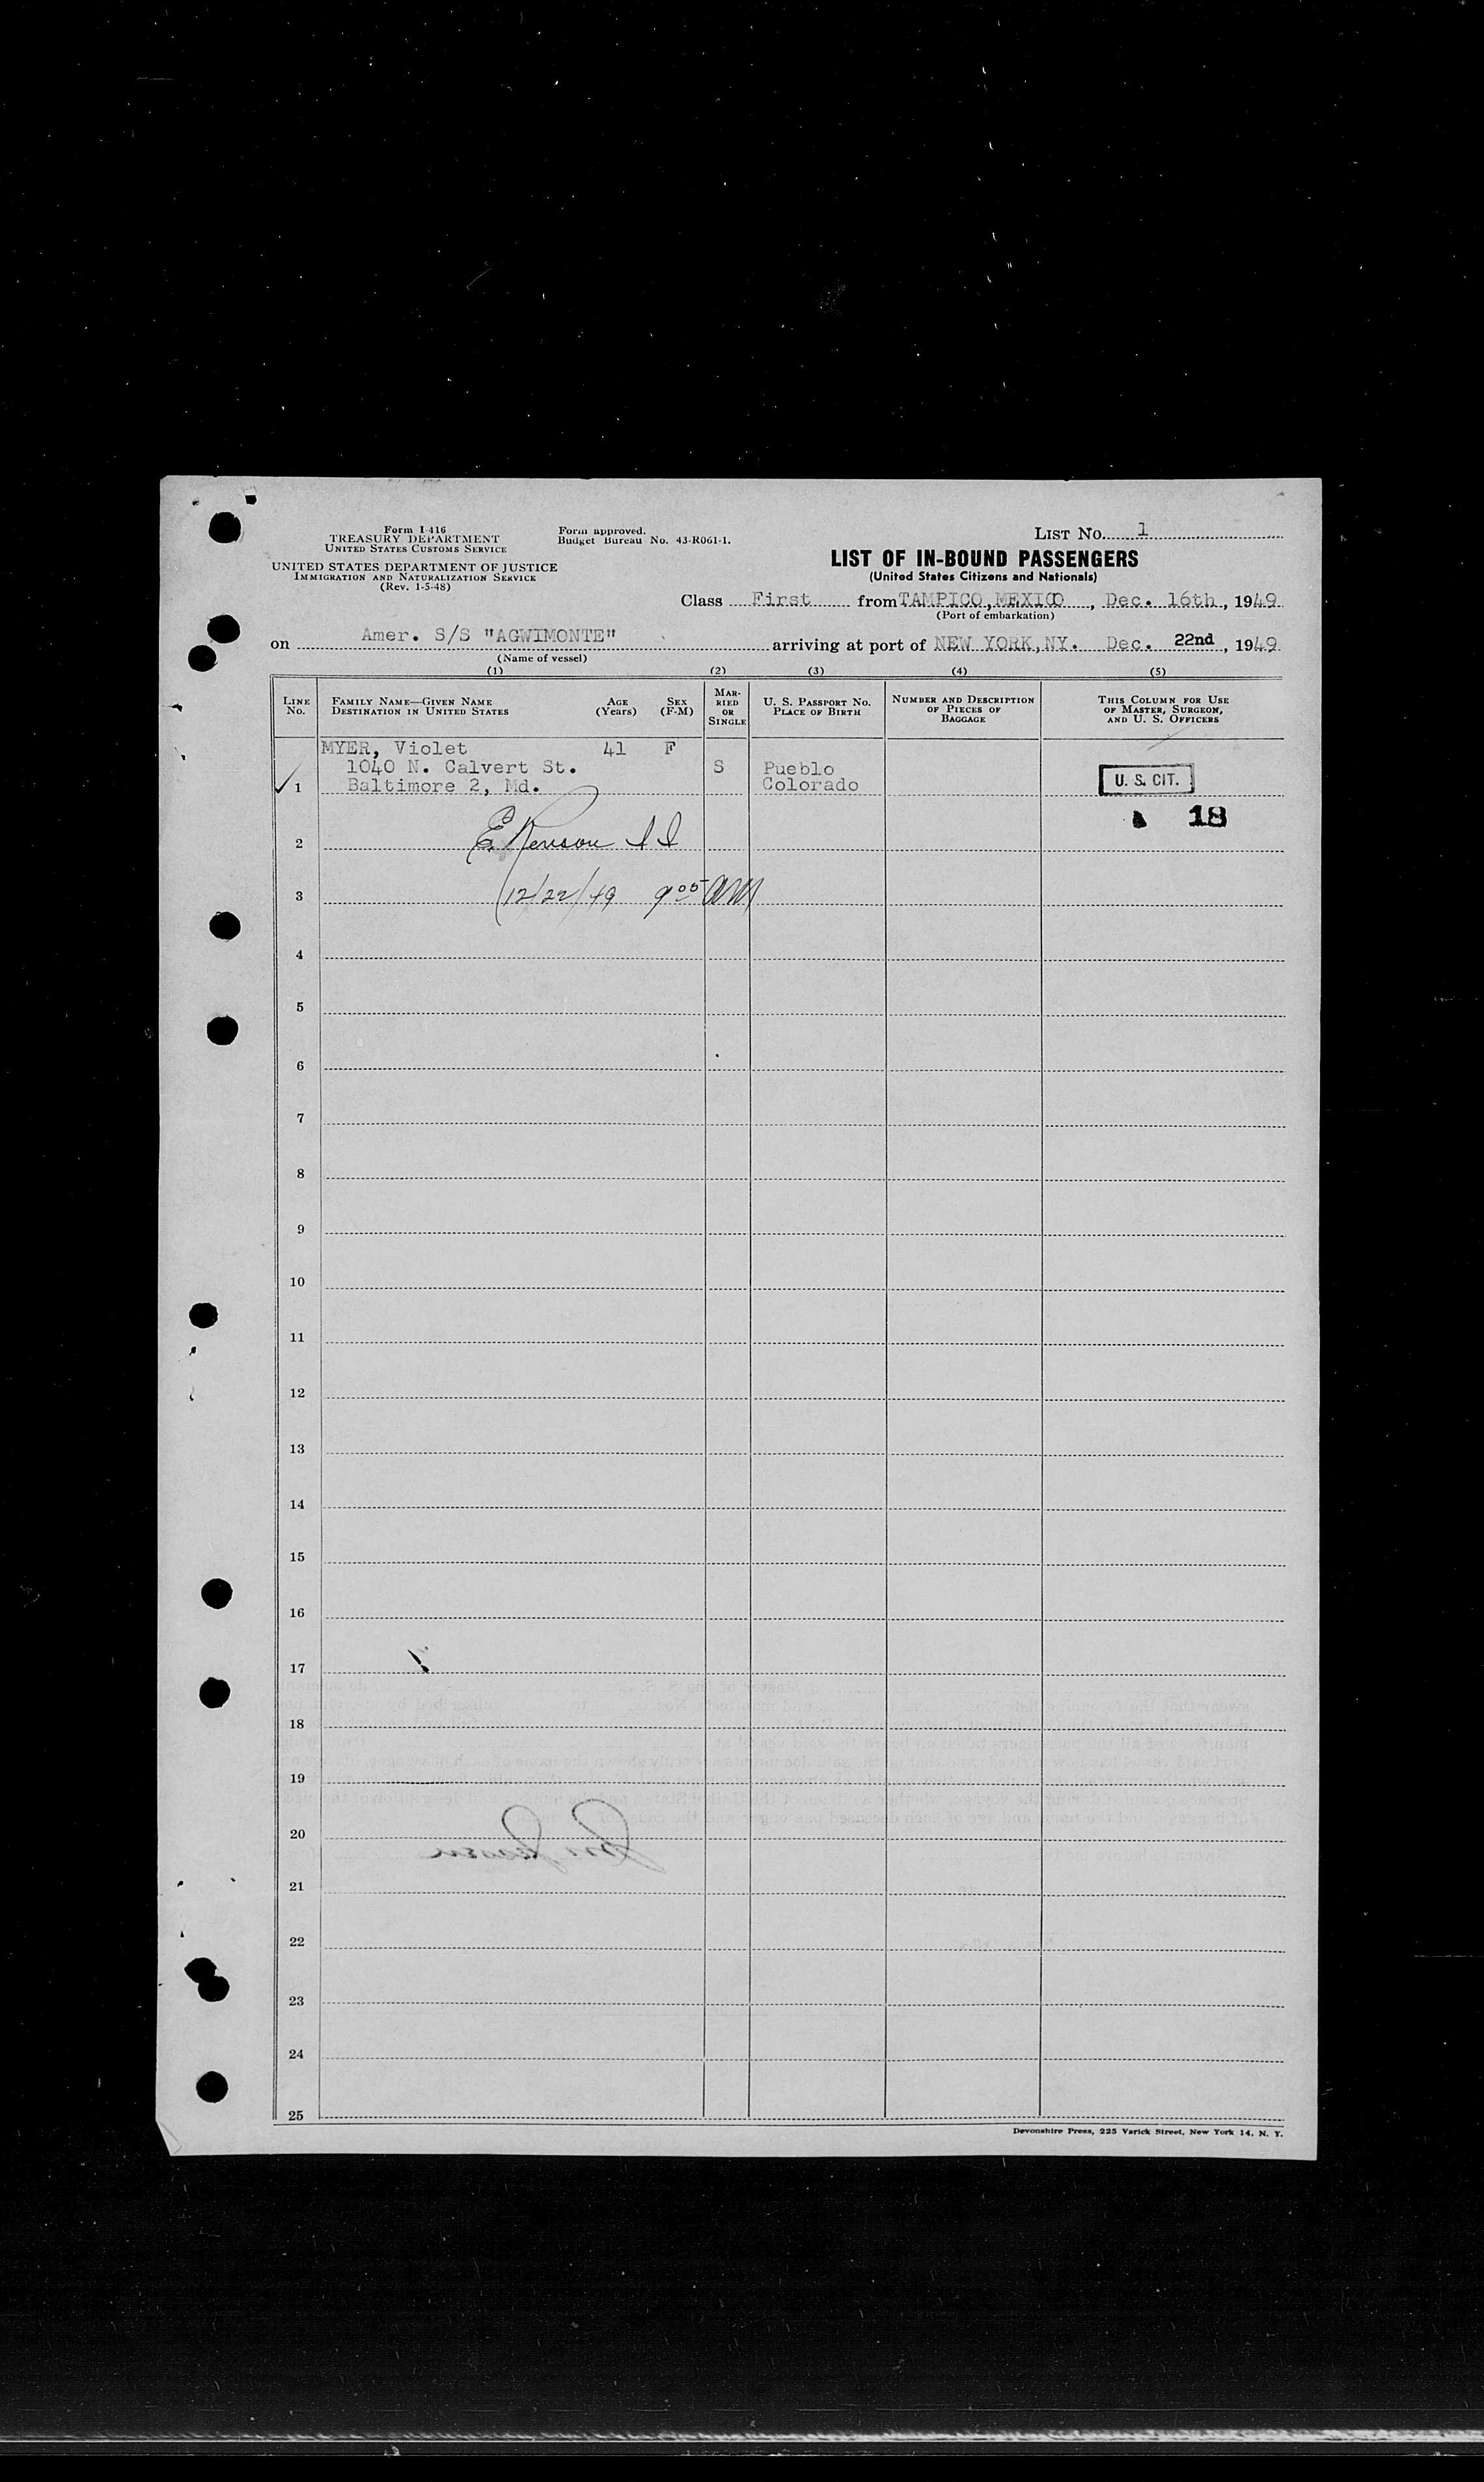 Form I-416
TREASURY DEPARTMENT
UNITED STATES CUSTOMS SERVICE
UNITED STATES DEPARTMENT OF JUSTICE
IMMIGRATION AND NATURALIZATION SERVICE
(Rev. 1-5-48)
Form approved.
Budget Bureau No. 43-R061-1.
LIST No. 1
LIST OF IN-BOUND PASSENGERS
(United States Citizens and Nationals)
Class First from TAMPICO, MEXICO, Dec. 16th, 1949
(Port of embarkation)
on Amer. S/S "AGWIMONTE" arriving at port of NEW YORK, NY. Dec. 22nd, 1949
(Name of vessel)
(1) (2) (3) (4) (5)
LINE No.
FAMILY NAME—GIVEN NAME
DESTINATION IN UNITED STATES
AGE (Years)
SEX (F-M)
MARRIED OR SINGLE
U. S. PASSPORT NO.
PLACE OF BIRTH
NUMBER AND DESCRIPTION OF PIECES OF BAGGAGE
THIS COLUMN FOR USE OF MASTER, SURGEON, AND U. S. OFFICERS
MYER, Violet 41 F
1040 N. Calvert St. S Pueblo
1 Baltimore 2, Md. Colorado
U. S. CIT.
18
2
3 12/22/49 9 05 AM
4
5
6
7
8
9
10
11
12
13
14
15
16
17
18
19
20
21
22
23
24
25
Devonshire Press, 225 Varick Street, New York 14, N. Y.